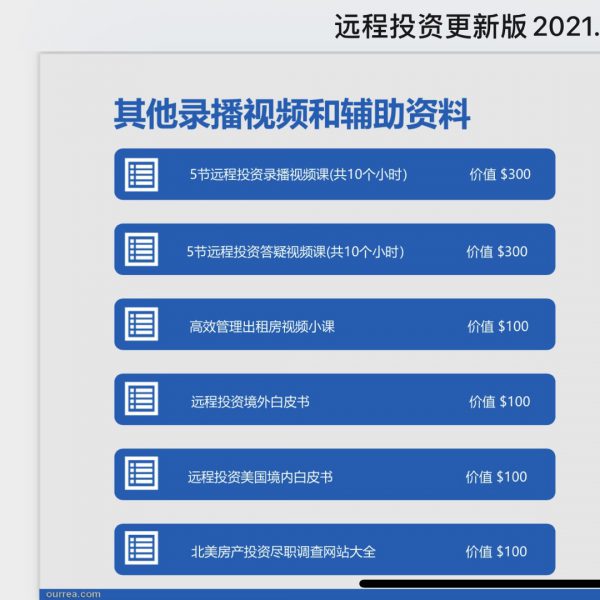 远程投资更新版 2021.
其他录播视频和辅助资料
5节远程投资录播视频课(共10个小时) 价值 $300
5节远程投资答疑视频课(共10个小时) 价值 $300
高效管理出租房视频小课 价值 $100
远程投资境外白皮书 价值 $100
远程投资美国境内白皮书 价值 $100
北美房产投资尽职调查网站大全 价值 $100
ourrea.com